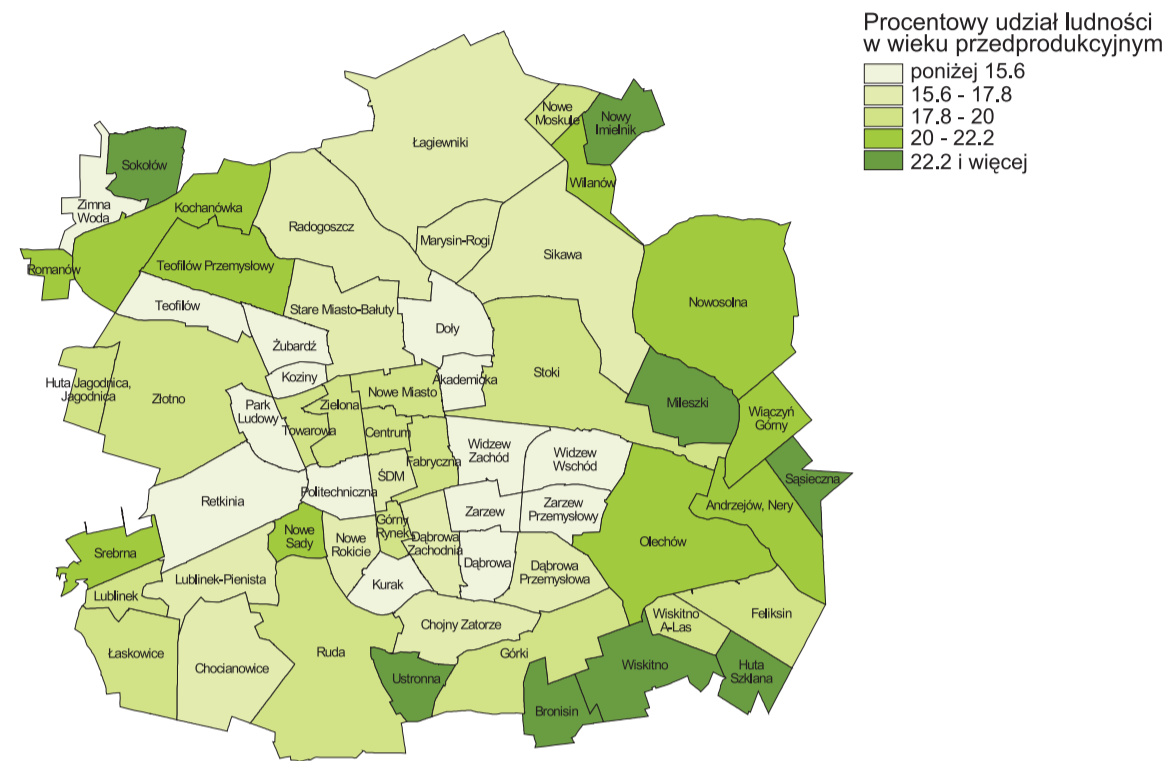 Procentowy udział ludności
w wieku przedprodukcyjnym
poniżej 15.6
15.6 - 17.8
17.8 - 20
20 - 22.2
22.2 i więcej
Nowe
Moskule
Nowy
Imielnik
Łagiewniki
Sokołów
Wilanów
Zimna
Woda
Kochanówka
Radogoszcz
Marysin-Rogi
Sikawa
Romanów
Teofilów Przemysłowy
Nowosolna
Teofilów
Stare Miasto-Bałuty
Doły
Żubardź
Koziny
Akademicka
Stoki
Huta Jagodnica,
Jagodnica
Złotno
Nowe Miasto
Park
Ludowy
Zielona
Mileszki
Wiączyń
Górny
Towarowa
Centrum
Widzew
Zachód
Widzew
Wschód
Fabryczna
ŚDM
Sąsieczna
Retkinia
Politechniczna
Zarzew
Zarzew
Przemysłowy
Andrzejów, Nery
Górny
Rynek
Nowe
Sady
Nowe
Rokicie
Dąbrowa
Zachodnia
Olechów
Srebrna
Dąbrowa
Dąbrowa
Przemysłowa
Lublinek-Pienista
Kurak
Lublinek
Feliksin
Wiskitno
A-Las
Chojny Zatorze
Łaskowice
Chocianowice
Ruda
Górki
Wiskitno
Huta
Szklana
Ustronna
Bronisin